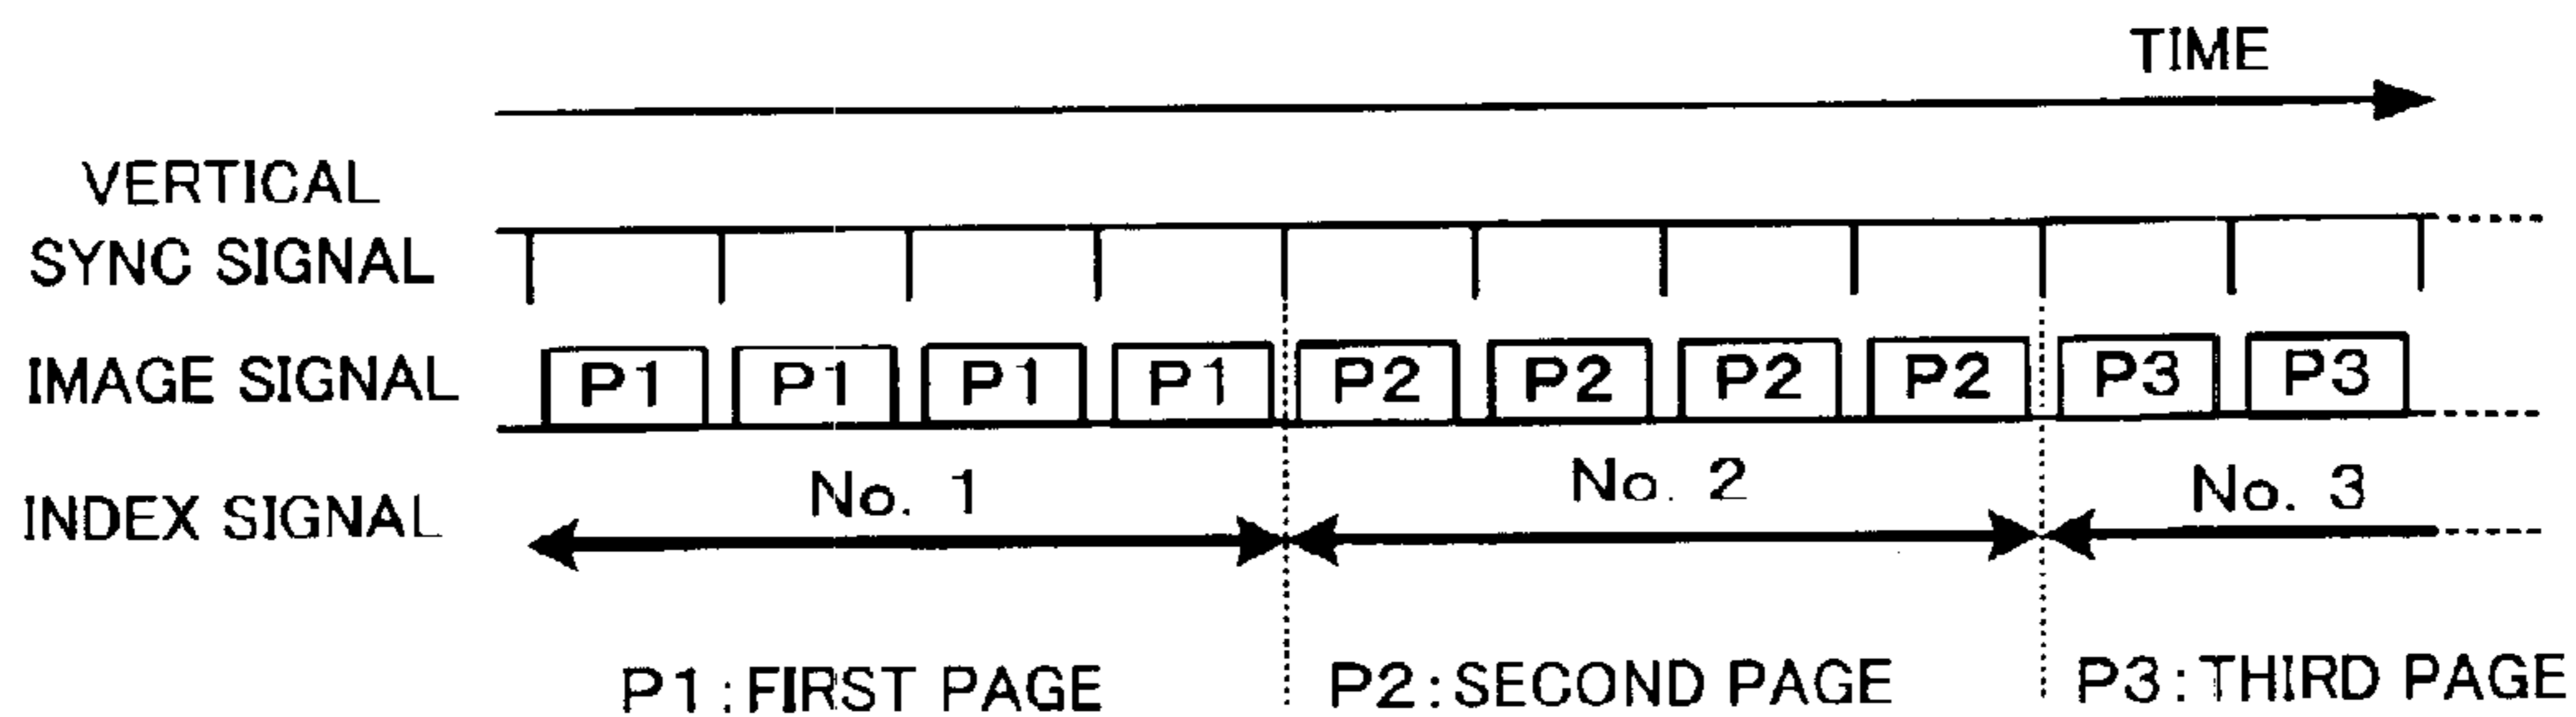 TIME
VERTICAL
SYNC SIGNAL
IMAGE SIGNAL P1 P1 P1 P1 P2 P2 P2 P2 P3 P3
INDEX SIGNAL No. 1 No. 2 No. 3
P1:FIRST PAGE P2:SECOND PAGE P3:THIRD PAGE